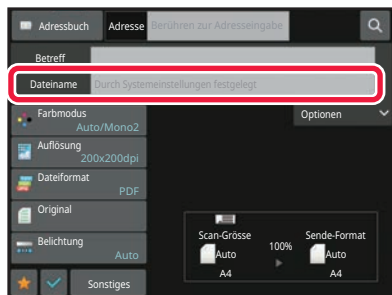 Adressbuch Adresse Berühren zur Adresseingabe
Betreff
Dateiname Durch Systemeinstellungen festgelegt
Farbmodus
Auto/Mono2
Optionen
Auflösung
200x200dpi
Dateiformat
PDF
Original
Belichtung
Auto
Scan-Grösse
Auto
A4
100%
Sende-Format
Auto
A4
Sonstiges